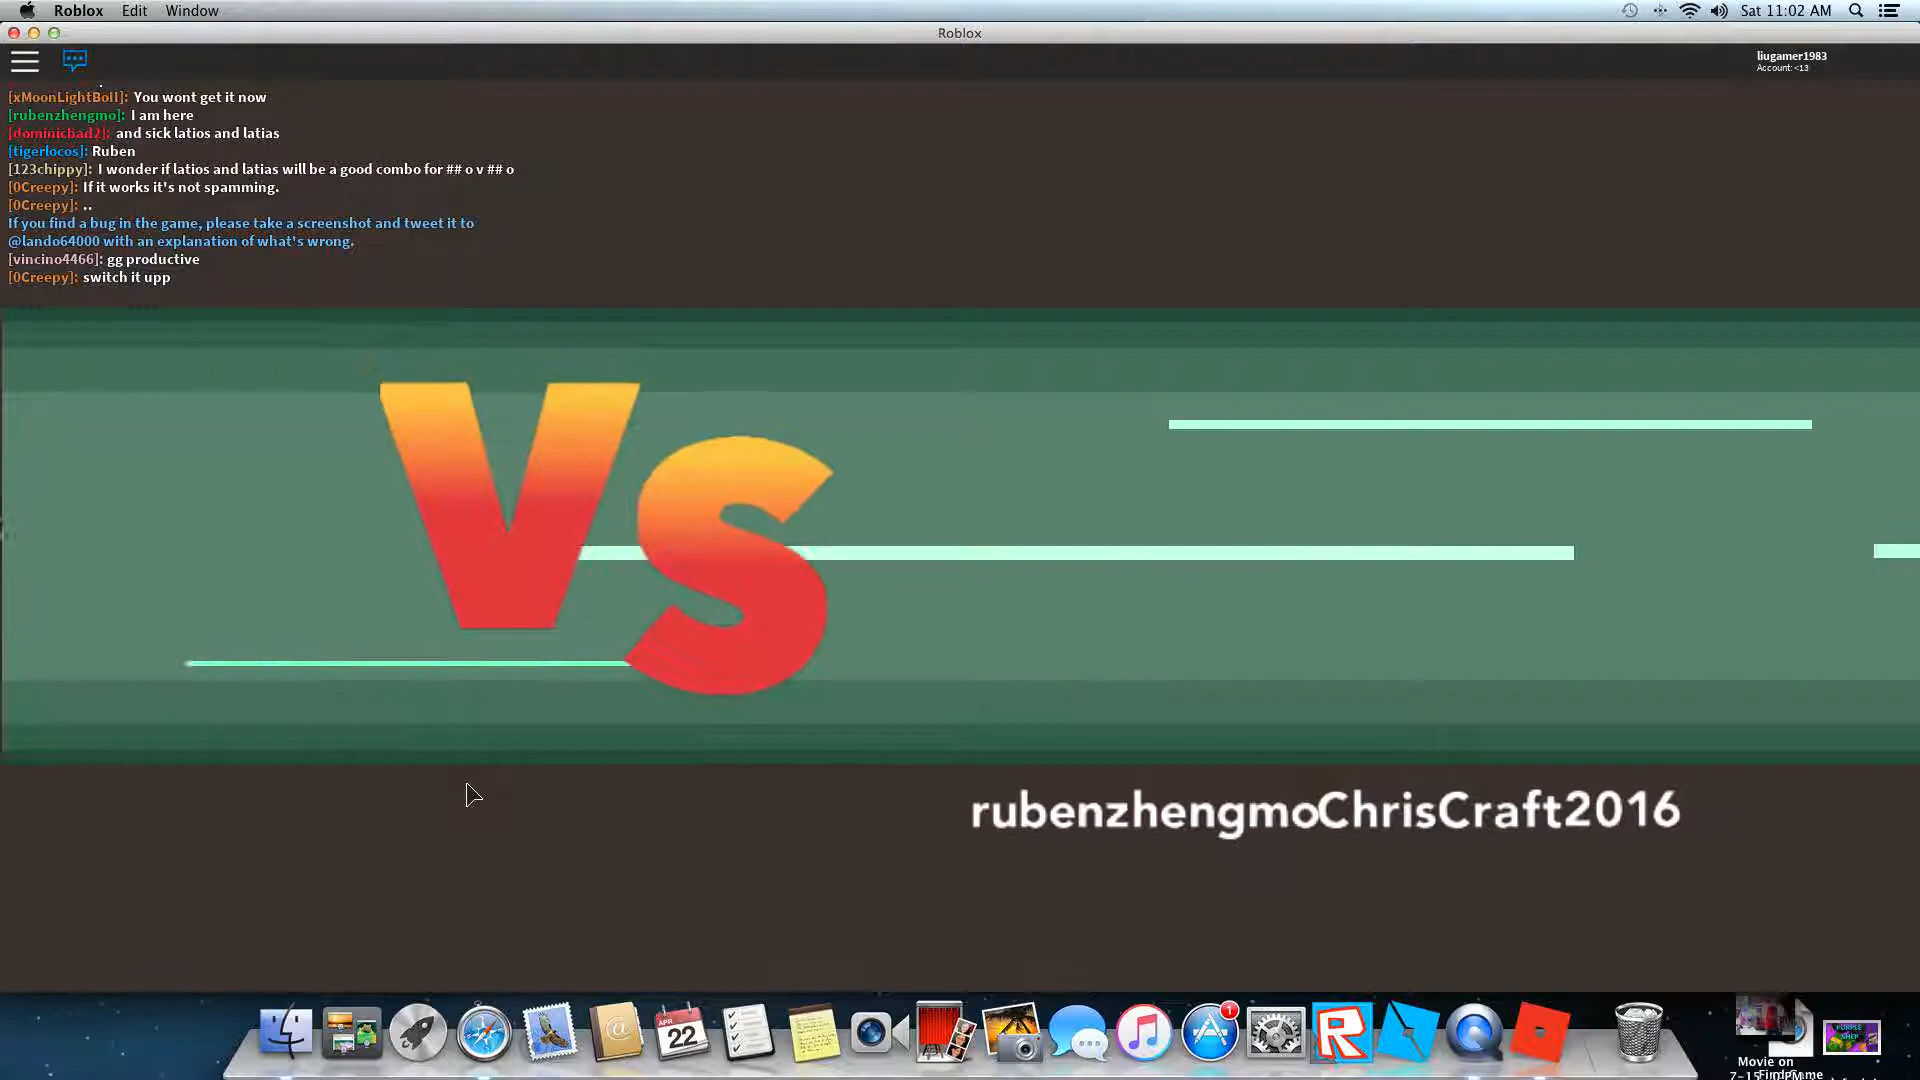 Roblox Edit Window Sat 11:02 AM
Roblox
liugamer1983
Account: <13
[xMoonLightBoll]: You wont get it now
[rubenzhengmo]: I am here
[dominicbad2]: and sick latios and latias
[tigerlocos]: Ruben
[123chippy]: I wonder if latios and latias will be a good combo for ## o v ## o
[0Creepy]: If it works it's not spamming.
[0Creepy]: ..
If you find a bug in the game, please take a screenshot and tweet it to
@lando64000 with an explanation of what's wrong.
[vincino4466]: gg productive
[0Creepy]: switch it upp
Vs
rubenzhengmoChrisCraft2016
APR
22
1
PURPLE
Movie on